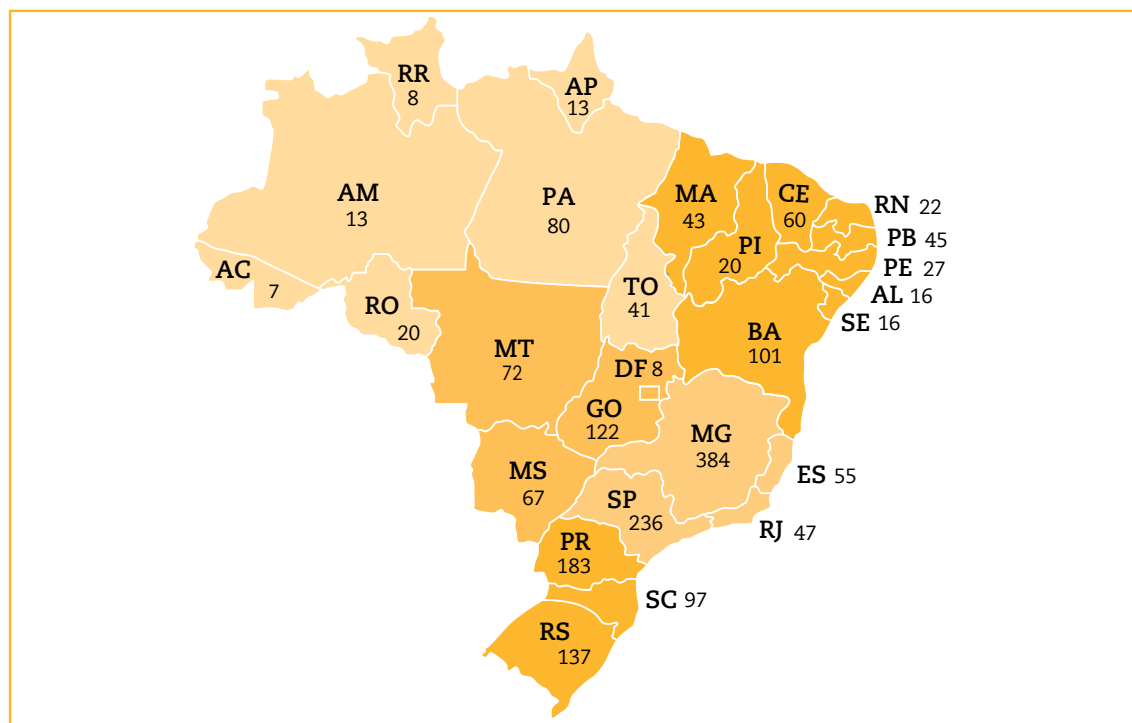 RR
8
AP
13
AM
13
PA
80
MA
43
CE
60
RN 22
PI
20
PB 45
PE 27
AC
7
TO
41
AL 16
RO
20
SE 16
BA
101
MT
72
DF 8
GO
122
MG
384
MS
67
ES 55
SP
236
RJ 47
PR
183
SC 97
RS
137